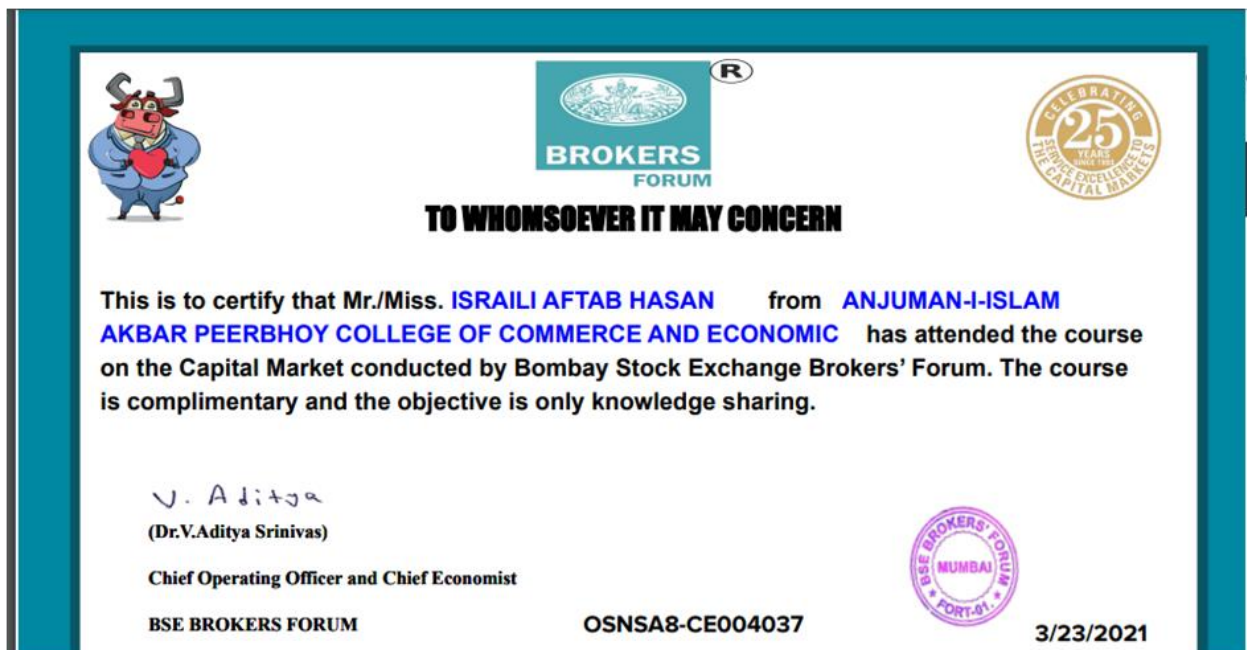 R
BROKERS
FORUM
CELEBRATING
25
YEARS
SINCE 1995
SERVICE EXCELLENCE TO
THE CAPITAL MARKETS
TO WHOMSOEVER IT MAY CONCERN
This is to certify that Mr./Miss. ISRAILI AFTAB HASAN from ANJUMAN-I-ISLAM
AKBAR PEERBHOY COLLEGE OF COMMERCE AND ECONOMIC has attended the course
on the Capital Market conducted by Bombay Stock Exchange Brokers’ Forum. The course
is complimentary and the objective is only knowledge sharing.
V. Aditya
(Dr.V.Aditya Srinivas)
Chief Operating Officer and Chief Economist
BSE BROKERS FORUM
OSNSA8-CE004037
BSE BROKERS' FORUM
MUMBAI
FORT-01.
3/23/2021